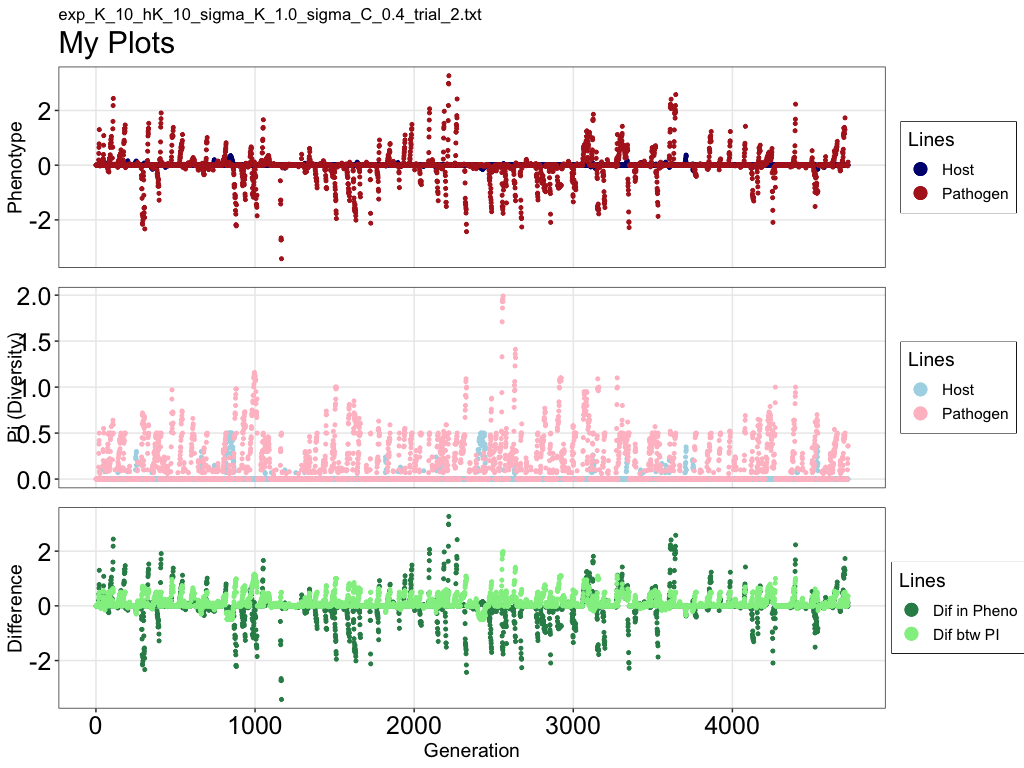 exp_K_10_hK_10_sigma_K_1.0_sigma_C_0.4_trial_2.txt
My Plots
Phenotype
2
0
-2
Lines
Host
Pathogen
Pi (Diversity)
2.0
1.5
1.0
0.5
0.0
Lines
Host
Pathogen
Difference
2
0
-2
Lines
Dif in Pheno
Dif btw PI
0 1000 2000 3000 4000
Generation